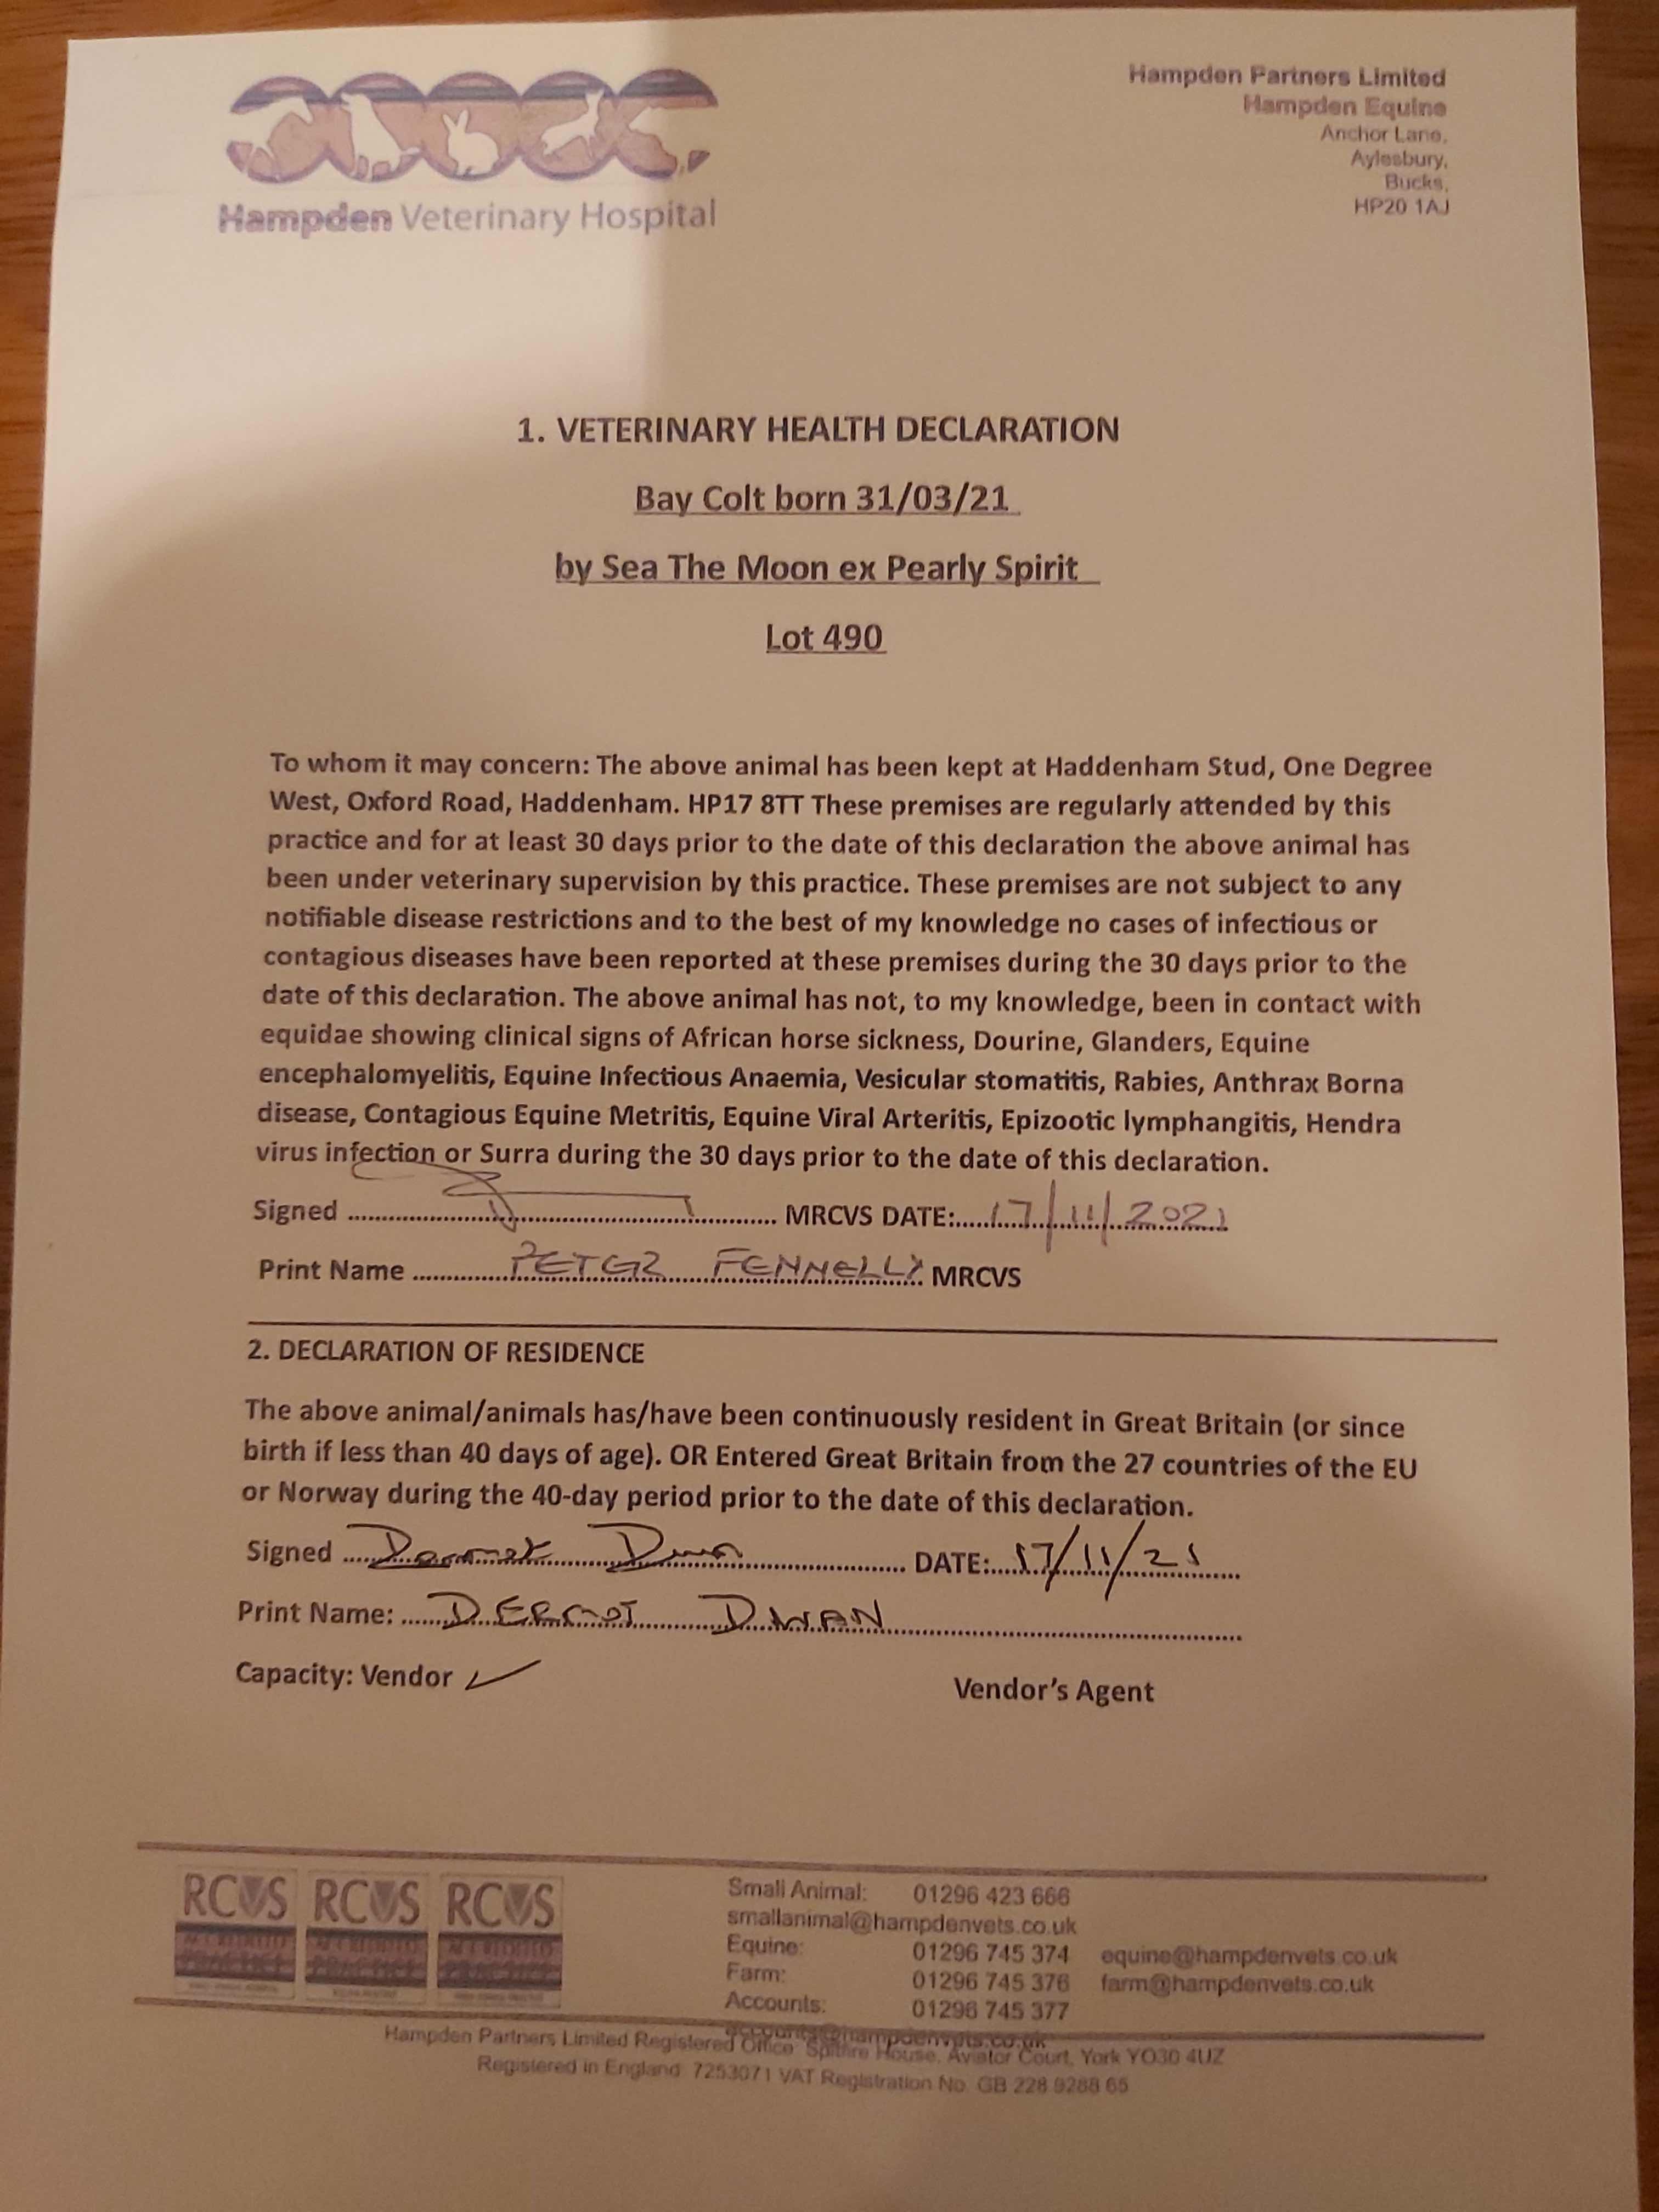 Hampden Veterinary Hospital
Hampden Partners Limited
Hampden Equine
Anchor Lane,
Aylesbury,
Bucks,
HP20 1AJ
1. VETERINARY HEALTH DECLARATION
Bay Colt born 31/03/21
by Sea The Moon ex Pearly Spirit
Lot 490
To whom it may concern: The above animal has been kept at Haddenham Stud, One Degree
West, Oxford Road, Haddenham. HP17 8TT These premises are regularly attended by this
practice and for at least 30 days prior to the date of this declaration the above animal has
been under veterinary supervision by this practice. These premises are not subject to any
notifiable disease restrictions and to the best of my knowledge no cases of infectious or
contagious diseases have been reported at these premises during the 30 days prior to the
date of this declaration. The above animal has not, to my knowledge, been in contact with
equidae showing clinical signs of African horse sickness, Dourine, Glanders, Equine
encephalomyelitis, Equine Infectious Anaemia, Vesicular stomatitis, Rabies, Anthrax Borna
disease, Contagious Equine Metritis, Equine Viral Arteritis, Epizootic lymphangitis, Hendra
virus infection or Surra during the 30 days prior to the date of this declaration.
Signed MRCVS DATE: 17/11/2021
Print Name PETER FENNELLY MRCVS
2. DECLARATION OF RESIDENCE
The above animal/animals has/have been continuously resident in Great Britain (or since
birth if less than 40 days of age). OR Entered Great Britain from the 27 countries of the EU
or Norway during the 40-day period prior to the date of this declaration.
Signed Dermot Dwan DATE: 17/11/21
Print Name: DERMOT DWAN
Capacity: Vendor ✓ Vendor's Agent
RCVS RCVS RCVS
ACCREDITED ACCREDITED ACCREDITED
PRACTICE PRACTICE PRACTICE
Small Animal: 01296 423 666
smallanimal@hampdenvets.co.uk
Equine: 01296 745 374 equine@hampdenvets.co.uk
Farm: 01296 745 376 farm@hampdenvets.co.uk
Accounts: 01296 745 377
accounts@hampdenvets.co.uk
Hampden Partners Limited Registered Office: Spitfire House, Aviator Court, York YO30 4UZ
Registered in England: 7253071 VAT Registration No. GB 228 9288 65